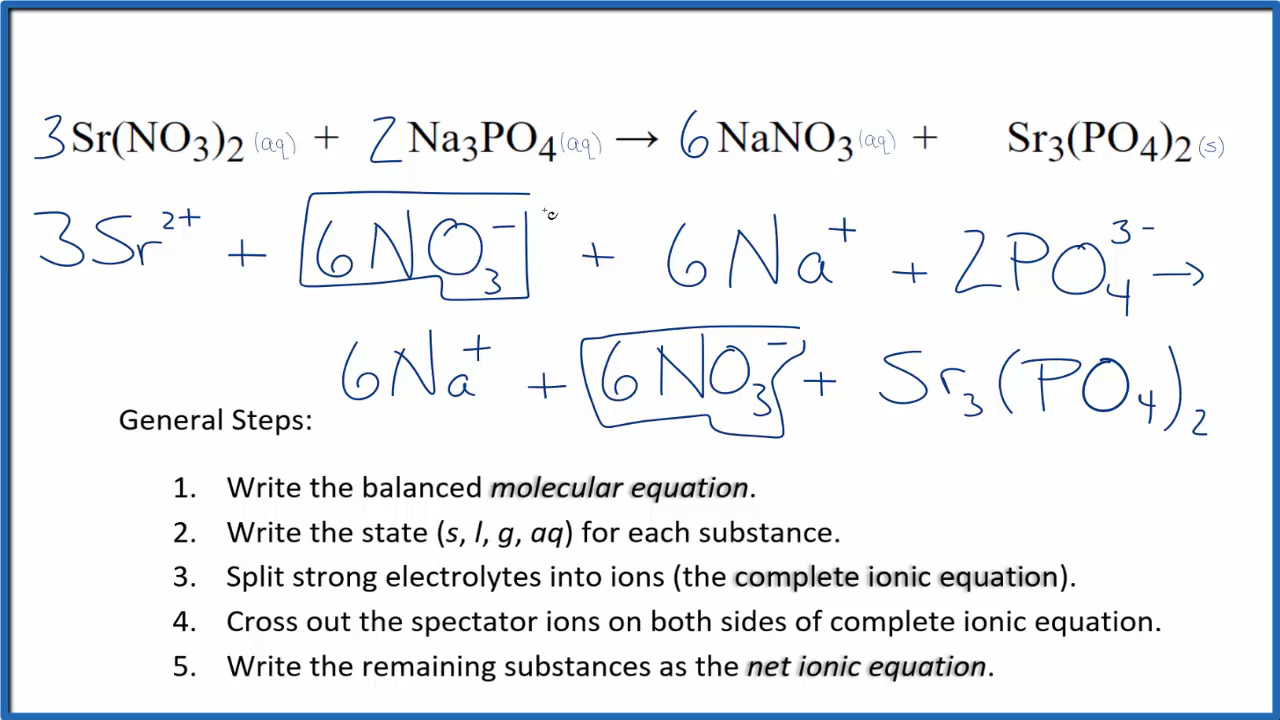 3Sr(NO3)2(aq) + 2Na3PO4(aq) → 6NaNO3(aq) + Sr3(PO4)2(s)
3Sr²⁺ + 6NO₃⁻ + 6Na⁺ + 2PO₄³⁻ →
6Na⁺ + 6NO₃⁻ + Sr₃(PO₄)₂
General Steps:
1. Write the balanced molecular equation.
2. Write the state (s, l, g, aq) for each substance.
3. Split strong electrolytes into ions (the complete ionic equation).
4. Cross out the spectator ions on both sides of complete ionic equation.
5. Write the remaining substances as the net ionic equation.